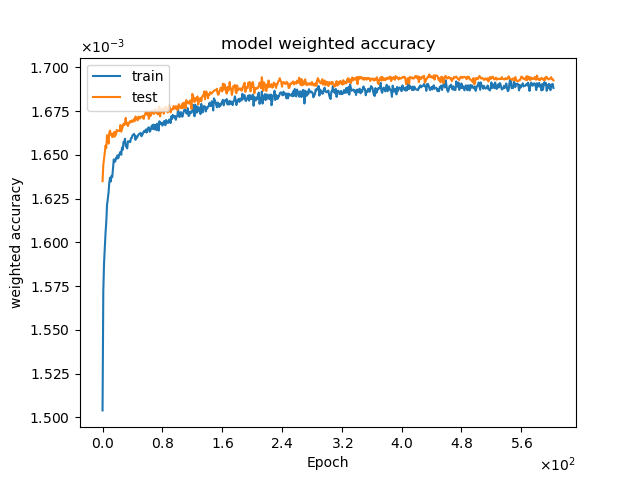 model weighted accuracy
×10⁻³
1.700
1.675
1.650
1.625
1.600
1.575
1.550
1.525
1.500
weighted accuracy
train
test
0.0 0.8 1.6 2.4 3.2 4.0 4.8 5.6
Epoch
×10²